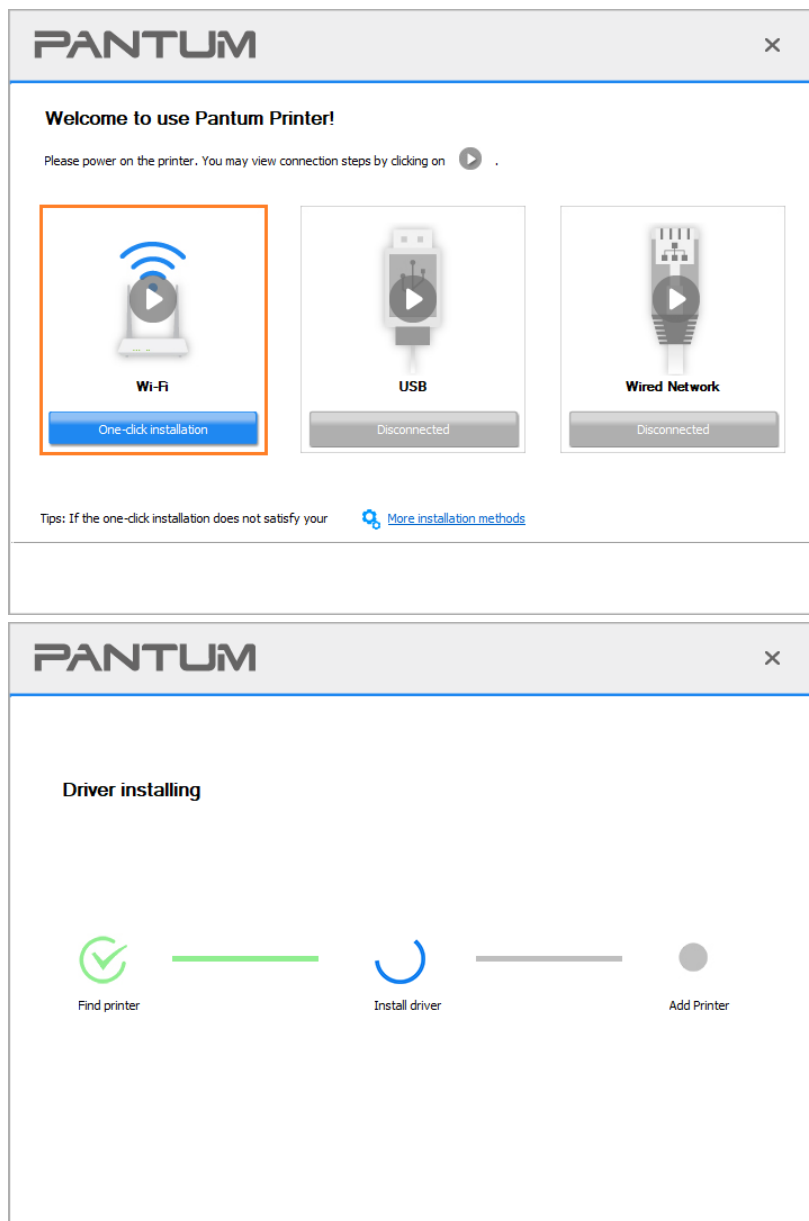 PANTUM
Welcome to use Pantum Printer!
Please power on the printer. You may view connection steps by clicking on .
Wi-Fi
One-click installation
USB
Disconnected
Wired Network
Disconnected
Tips: If the one-click installation does not satisfy your More installation methods
PANTUM
Driver installing
Find printer
Install driver
Add Printer